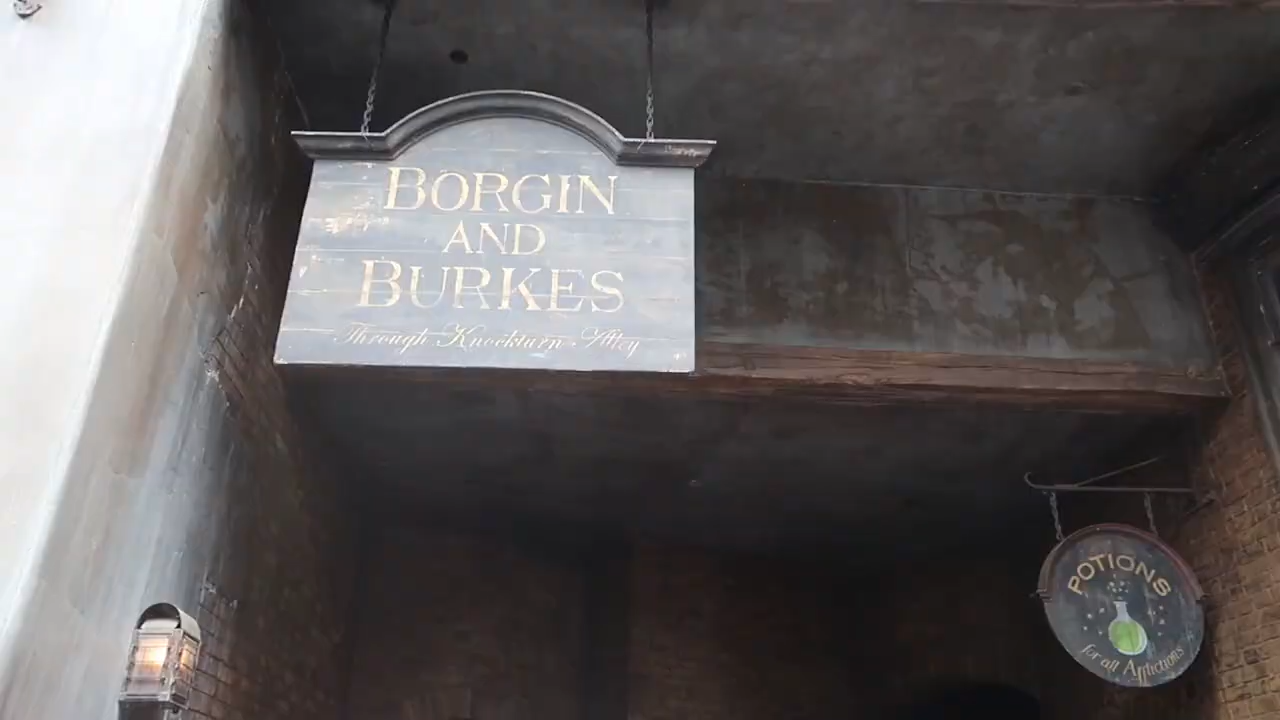 BORGIN
AND
BURKES
Through Knockturn Alley
POTIONS
for all Afflictions